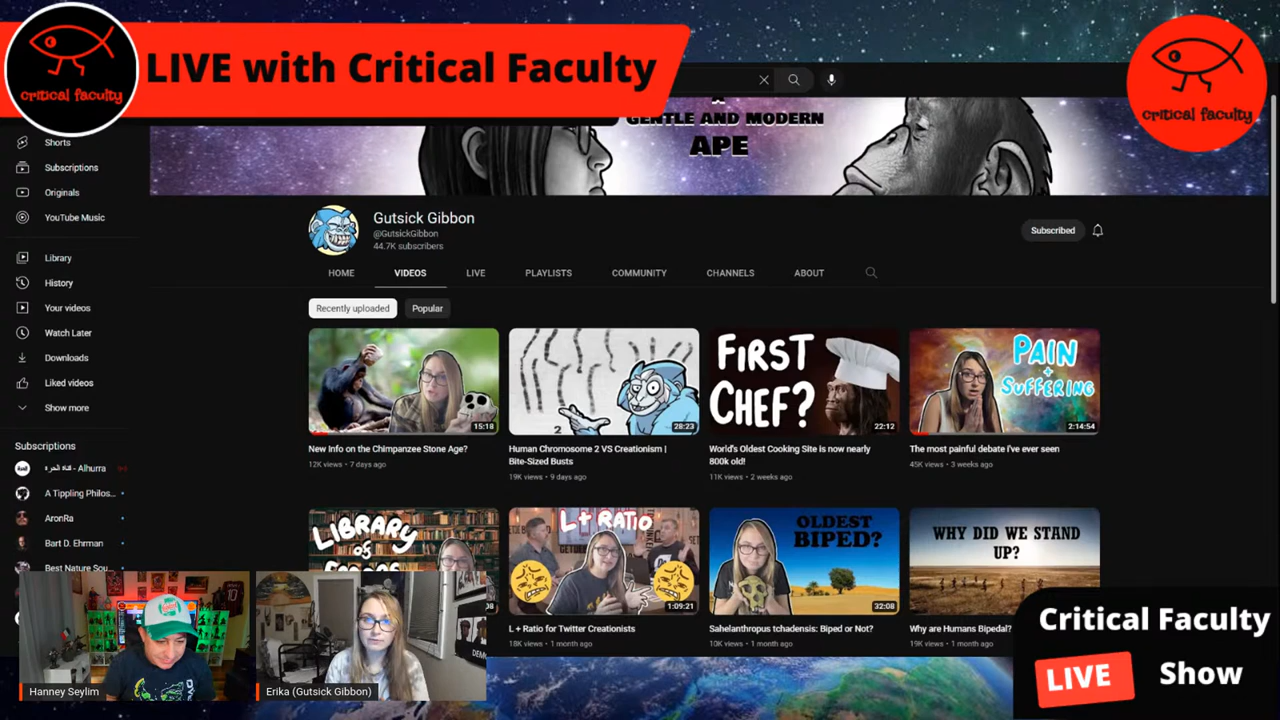 LIVE with Critical Faculty
critical faculty
critical faculty
GENTLE AND MODERN
APE
Shorts
Subscriptions
Originals
YouTube Music
Library
History
Your videos
Watch Later
Downloads
Liked videos
Show more
Subscriptions
قناة الحرة - Alhurra
A Tippling Philos...
AronRa
Bart D. Ehrman
Best Nature Sou...
Gutsick Gibbon
@GutsickGibbon
44.7K subscribers
Subscribed
HOME VIDEOS LIVE PLAYLISTS COMMUNITY CHANNELS ABOUT
Recently uploaded Popular
15:18
New Info on the Chimpanzee Stone Age?
12K views • 7 days ago
28:23
Human Chromosome 2 VS Creationism |
Bite-Sized Busts
19K views • 9 days ago
FIRST
CHEF?
22:12
World's Oldest Cooking Site is now nearly
800k old!
11K views • 2 weeks ago
PAIN
+
SUFFERING
2:14:54
The most painful debate I've ever seen
45K views • 3 weeks ago
LIBRARY
OF
L + RATIO
1:09:21
L + Ratio for Twitter Creationists
18K views • 1 month ago
OLDEST
BIPED?
32:08
Sahelanthropus tchadensis: Biped or Not?
10K views • 1 month ago
WHY DID WE STAND
UP?
Why are Humans Bipedal?
19K views • 1 month ago
Hanney Seylim
Erika (Gutsick Gibbon)
Critical Faculty
LIVE Show